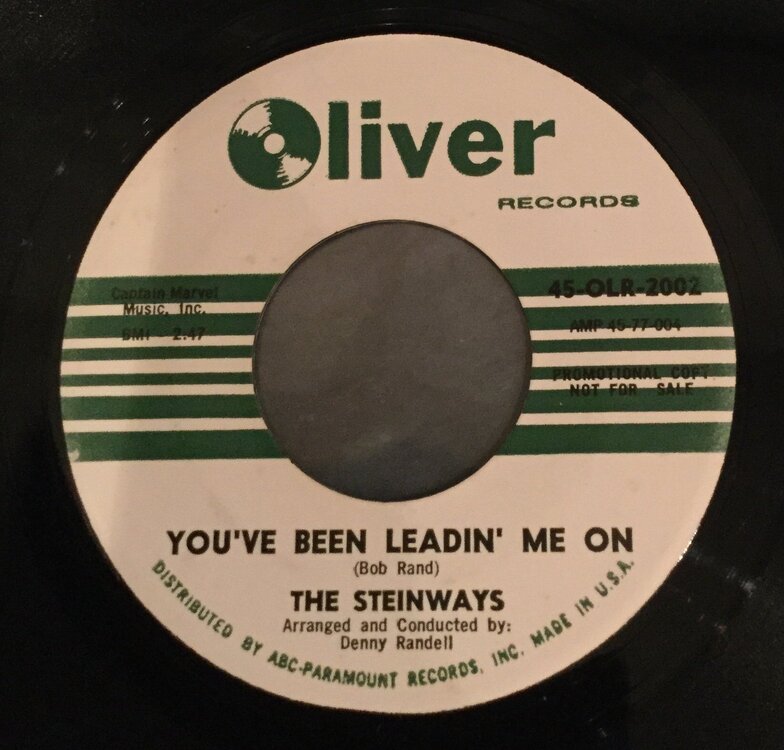 Oliver
RECORDS
Captain Marvel
Music, Inc.
BMI - 2:47
45-OLR-2002
AMP 45-77-004
PROMOTIONAL COPY
NOT FOR SALE
YOU'VE BEEN LEADIN' ME ON
(Bob Rand)
THE STEINWAYS
Arranged and Conducted by:
Denny Randell
DISTRIBUTED BY ABC-PARAMOUNT RECORDS, INC. MADE IN U.S.A.